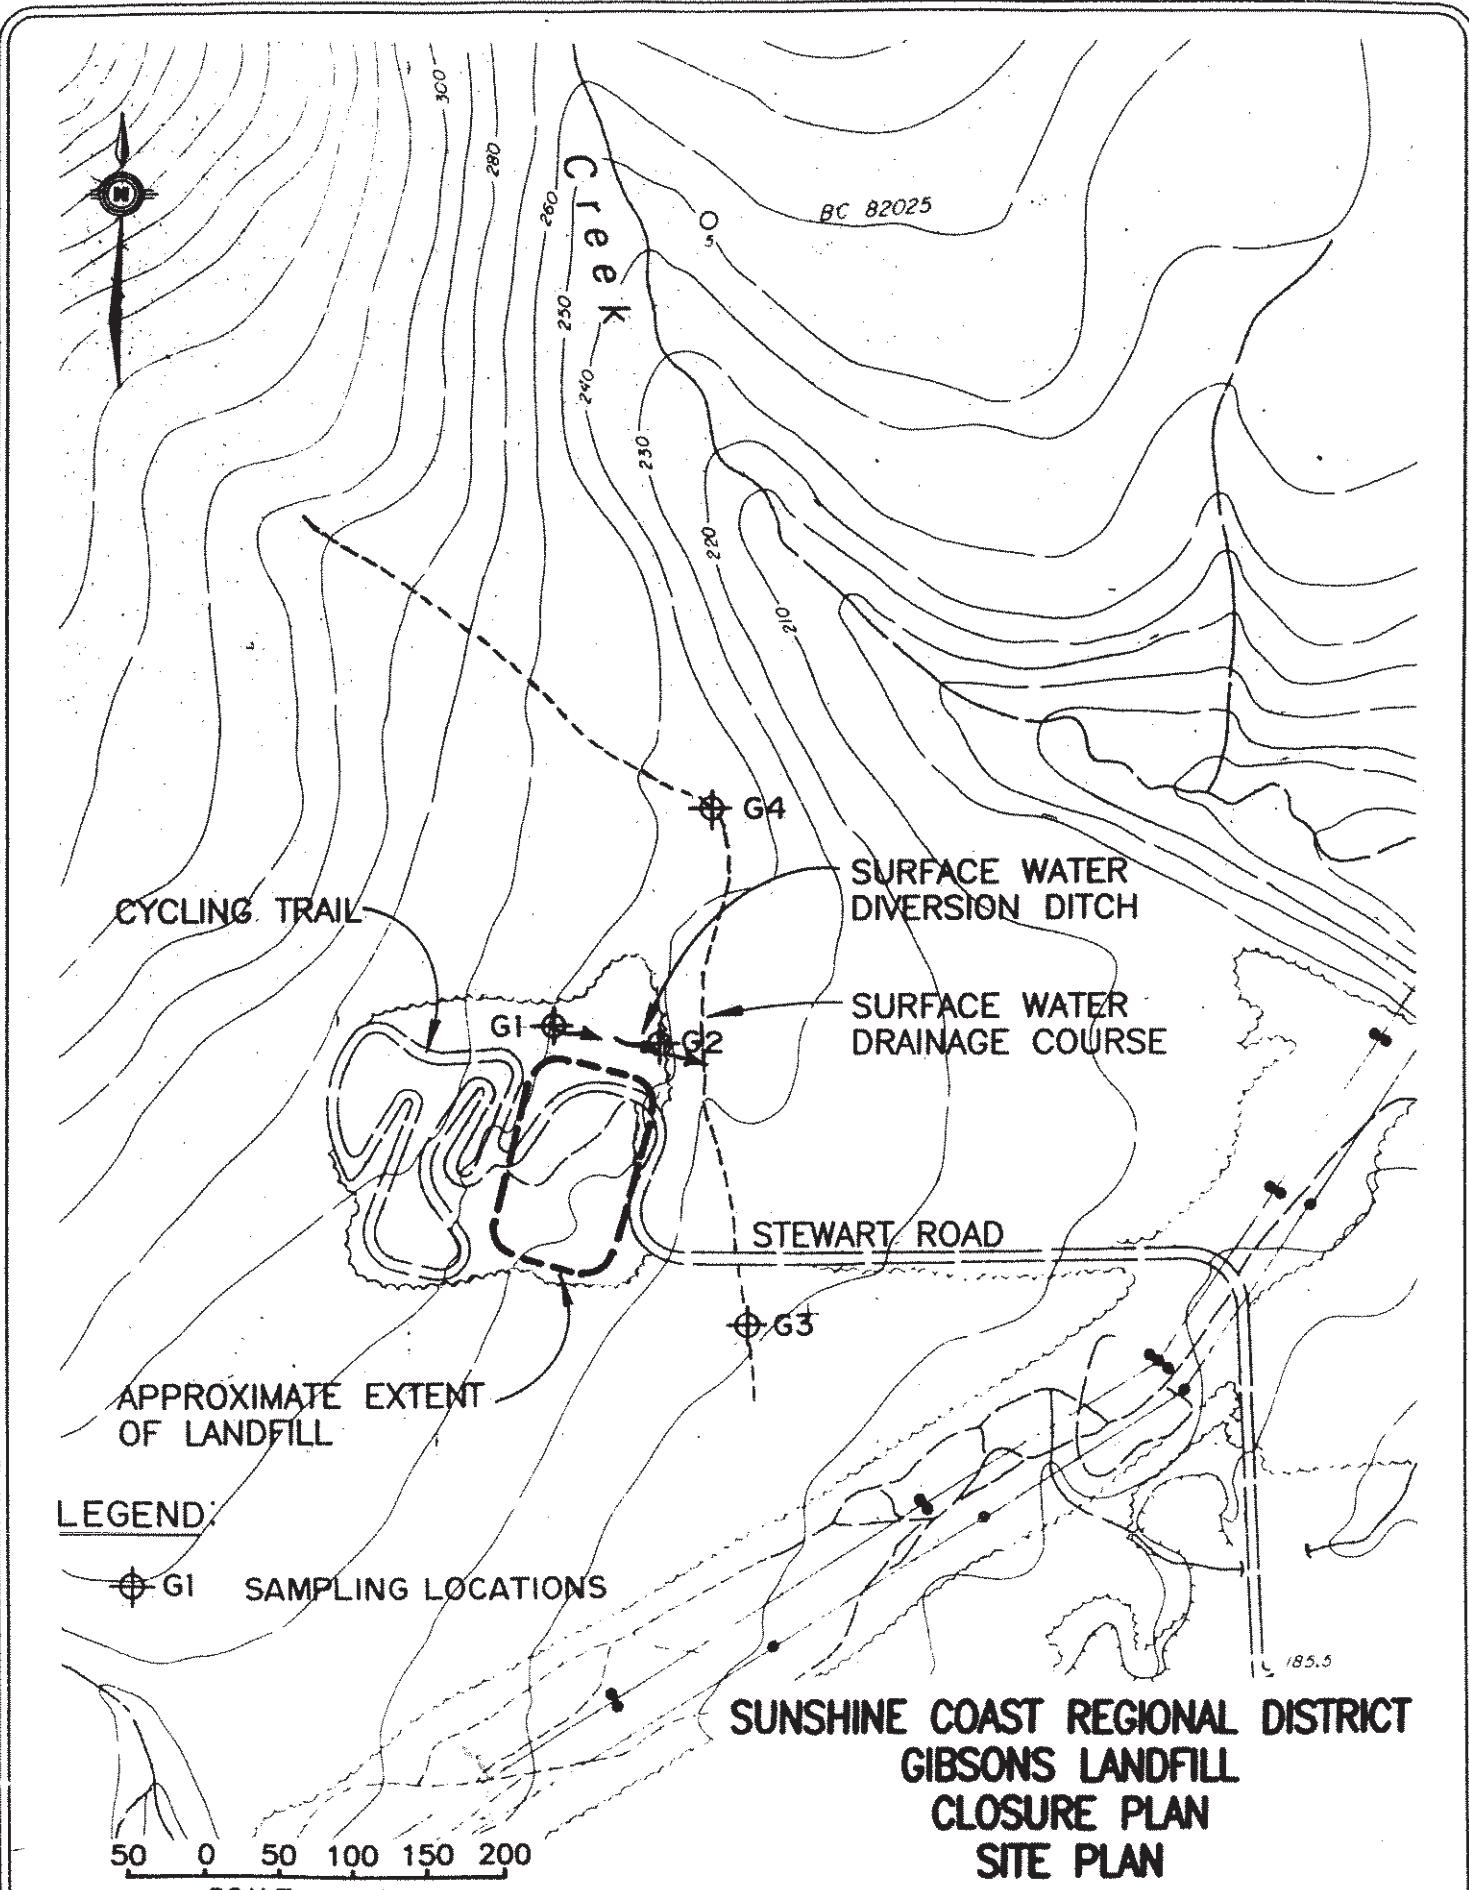 300
280
260
Creek
BC 82025
5
N
250
240
230
220
210
G4
SURFACE WATER
DIVERSION DITCH
CYCLING TRAIL
SURFACE WATER
DRAINAGE COURSE
G1
G2
STEWART ROAD
G3
APPROXIMATE EXTENT
OF LANDFILL
LEGEND:
G1 SAMPLING LOCATIONS
185.5
SUNSHINE COAST REGIONAL DISTRICT
GIBSONS LANDFILL
CLOSURE PLAN
SITE PLAN
50 0 50 100 150 200